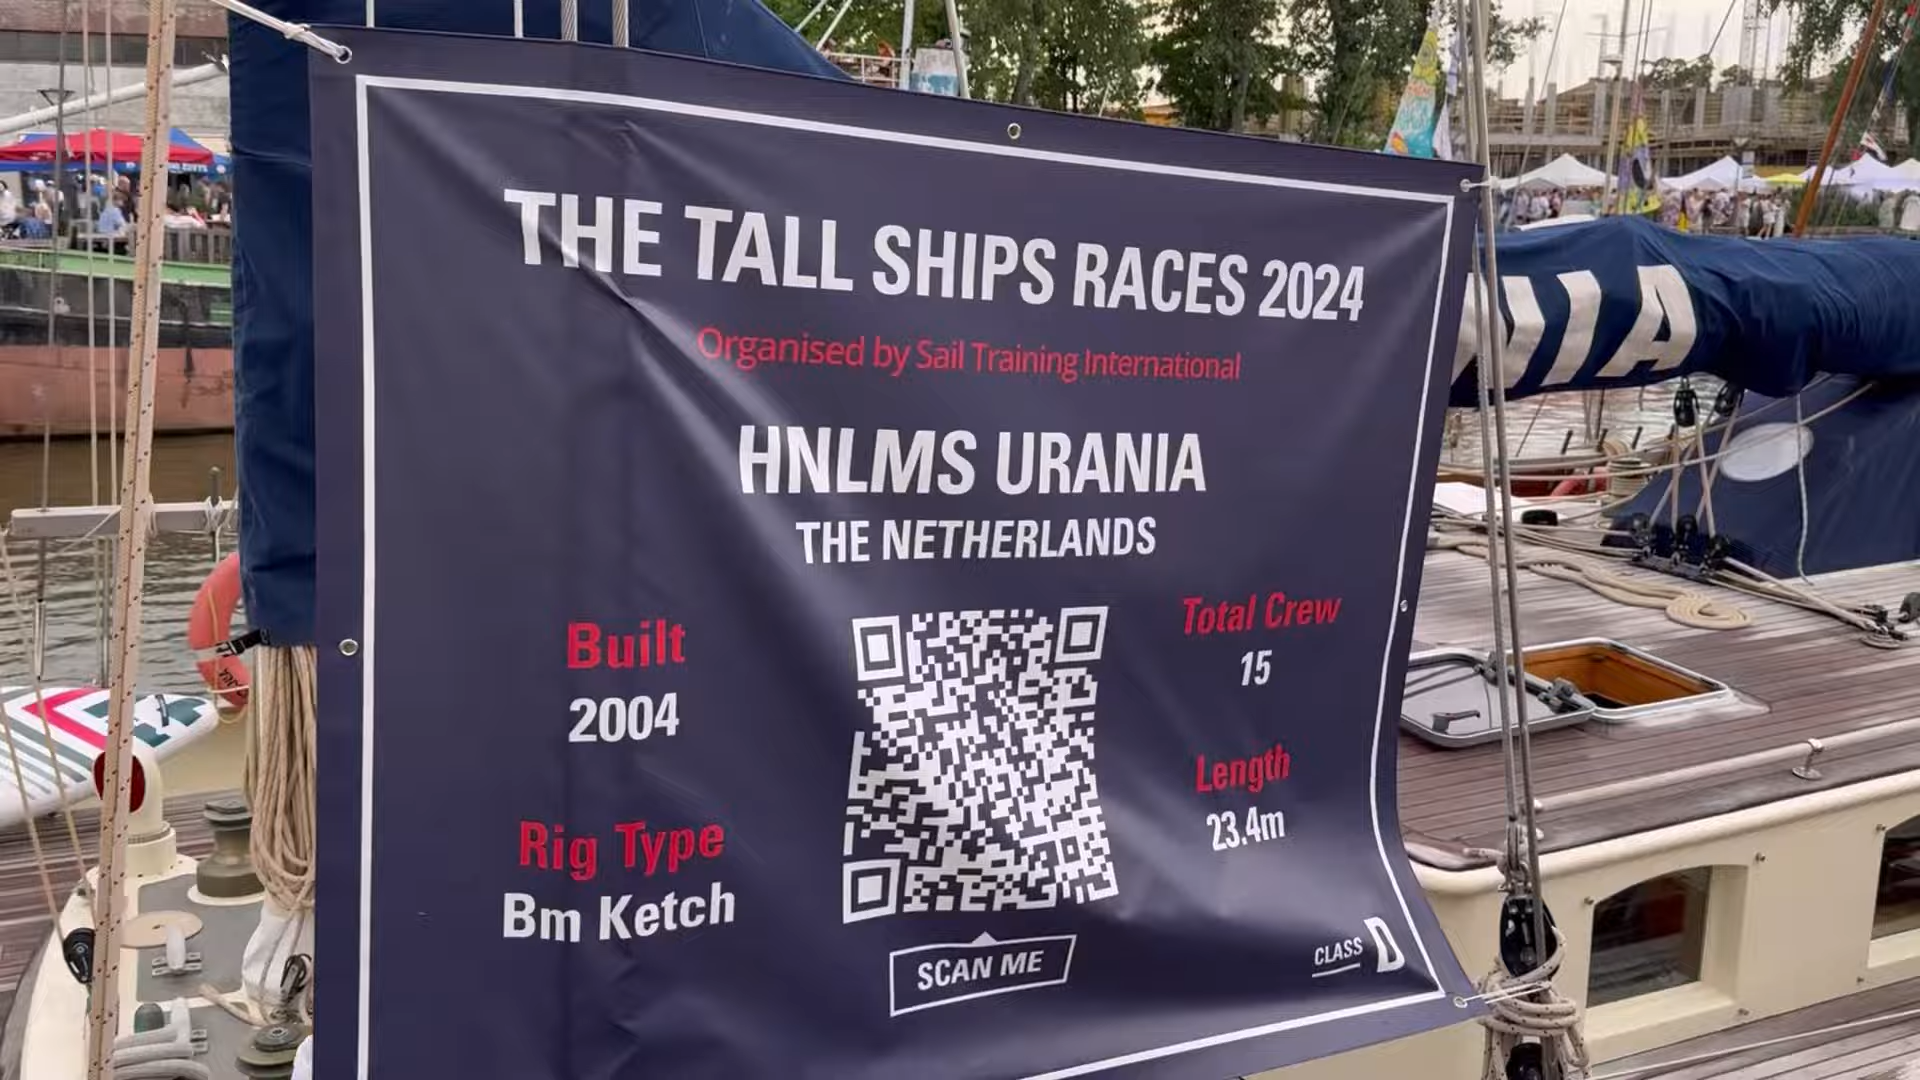 THE TALL SHIPS RACES 2024
Organised by Sail Training International
HNLMS URANIA
THE NETHERLANDS
Built
2004
Rig Type
Bm Ketch
Total Crew
15
Length
23.4m
SCAN ME
CLASS D
NIA